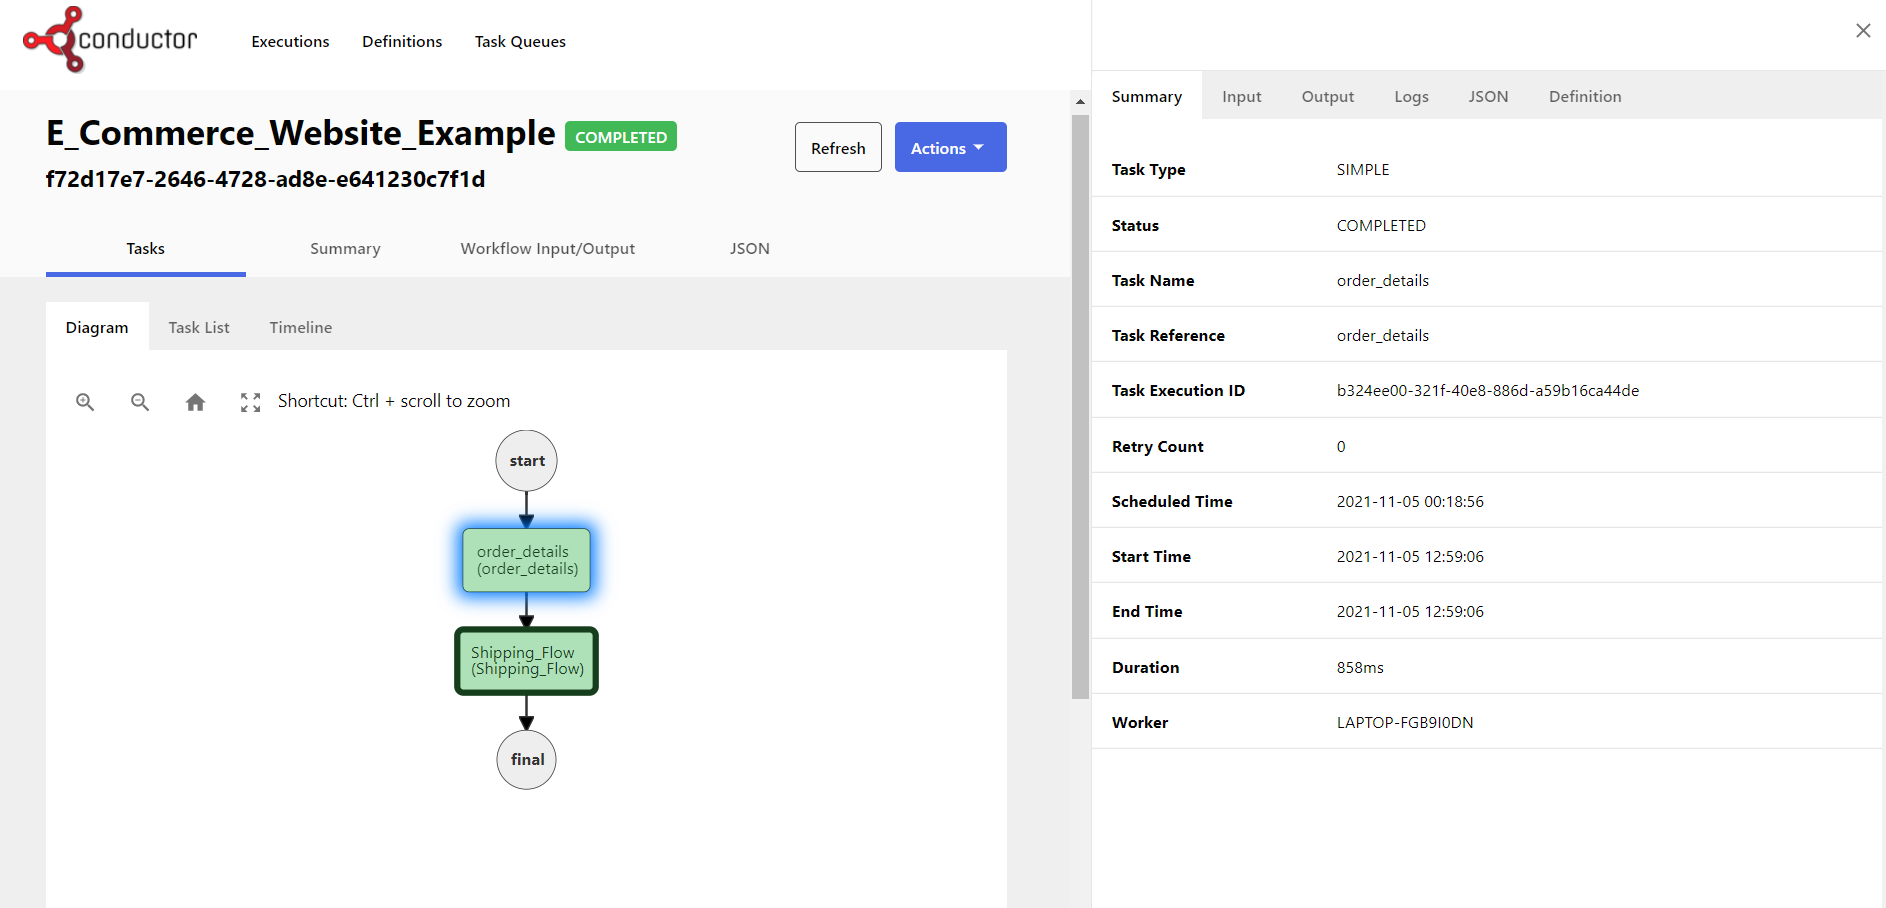 conductor
Executions Definitions Task Queues
E_Commerce_Website_Example COMPLETED
f72d17e7-2646-4728-ad8e-e641230c7f1d
Refresh Actions
Tasks Summary Workflow Input/Output JSON
Diagram Task List Timeline
Shortcut: Ctrl + scroll to zoom
start
order_details
(order_details)
Shipping_Flow
(Shipping_Flow)
final
Summary Input Output Logs JSON Definition
Task Type SIMPLE
Status COMPLETED
Task Name order_details
Task Reference order_details
Task Execution ID b324ee00-321f-40e8-886d-a59b16ca44de
Retry Count 0
Scheduled Time 2021-11-05 00:18:56
Start Time 2021-11-05 12:59:06
End Time 2021-11-05 12:59:06
Duration 858ms
Worker LAPTOP-FGB9I0DN